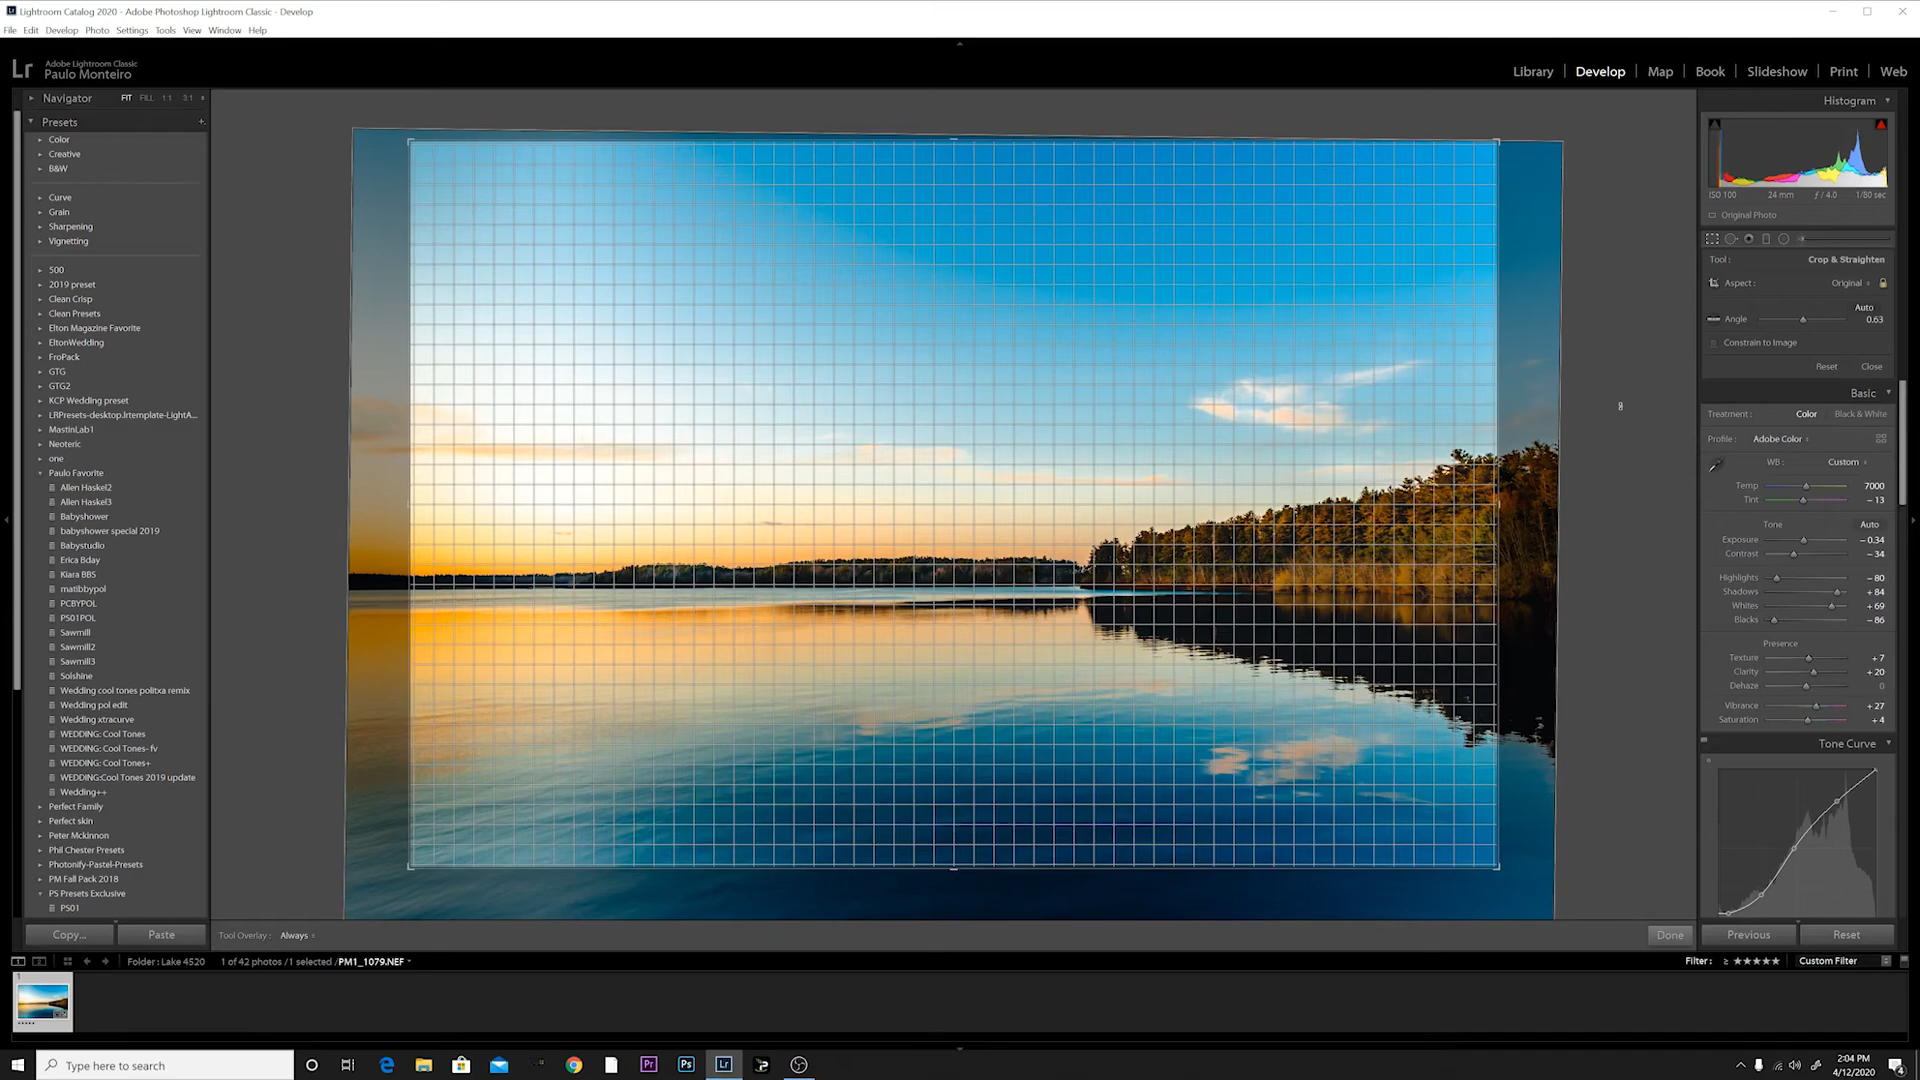 Lightroom Catalog 2020 - Adobe Photoshop Lightroom Classic - Develop
File Edit Develop Photo Settings Tools View Window Help
Lr Adobe Lightroom Classic
Paulo Monteiro
Library Develop Map Book Slideshow Print Web
Navigator FIT FILL 1:1 3:1
Presets +
Color
Creative
B&W
Curve
Grain
Sharpening
Vignetting
500
2019 preset
Clean Crisp
Clean Presets
Elton Magazine Favorite
EltonWedding
FroPack
GTG
GTG2
KCP Wedding preset
LRPresets-desktop.lrtemplate-LightA...
MastinLab1
Neoteric
one
Paulo Favorite
Allen Haskel2
Allen Haskel3
Babyshower
babyshower special 2019
Babystudio
Erica Bday
Kiara BBS
matibbypol
PCBYPOL
PS01POL
Sawmill
Sawmill2
Sawmill3
Solshine
Wedding cool tones politxa remix
Wedding pol edit
Wedding xtracurve
WEDDING: Cool Tones
WEDDING: Cool Tones- fv
WEDDING: Cool Tones+
WEDDING:Cool Tones 2019 update
Wedding++
Perfect Family
Perfect skin
Peter Mckinnon
Phil Chester Presets
Photonify-Pastel-Presets
PM Fall Pack 2018
PS Presets Exclusive
PS01
Copy... Paste
Tool Overlay : Always
Done
Histogram
ISO 100 24 mm ƒ / 4.0 1/80 sec
Original Photo
Tool : Crop & Straighten
Aspect : Original
Auto
Angle 0.63
Constrain to Image
Reset Close
Basic
Treatment : Color Black & White
Profile : Adobe Color
WB : Custom
Temp 7000
Tint – 13
Tone Auto
Exposure – 0.34
Contrast – 34
Highlights – 80
Shadows + 84
Whites + 69
Blacks – 86
Presence
Texture + 7
Clarity + 20
Dehaze 0
Vibrance + 27
Saturation + 4
Tone Curve
Previous Reset
1 2 Folder : Lake 4520 1 of 42 photos / 1 selected / PM1_1079.NEF
Filter : ≥ ★★★★★ Custom Filter
1
Type here to search
Pr Ps Lr
2:04 PM
4/12/2020
4